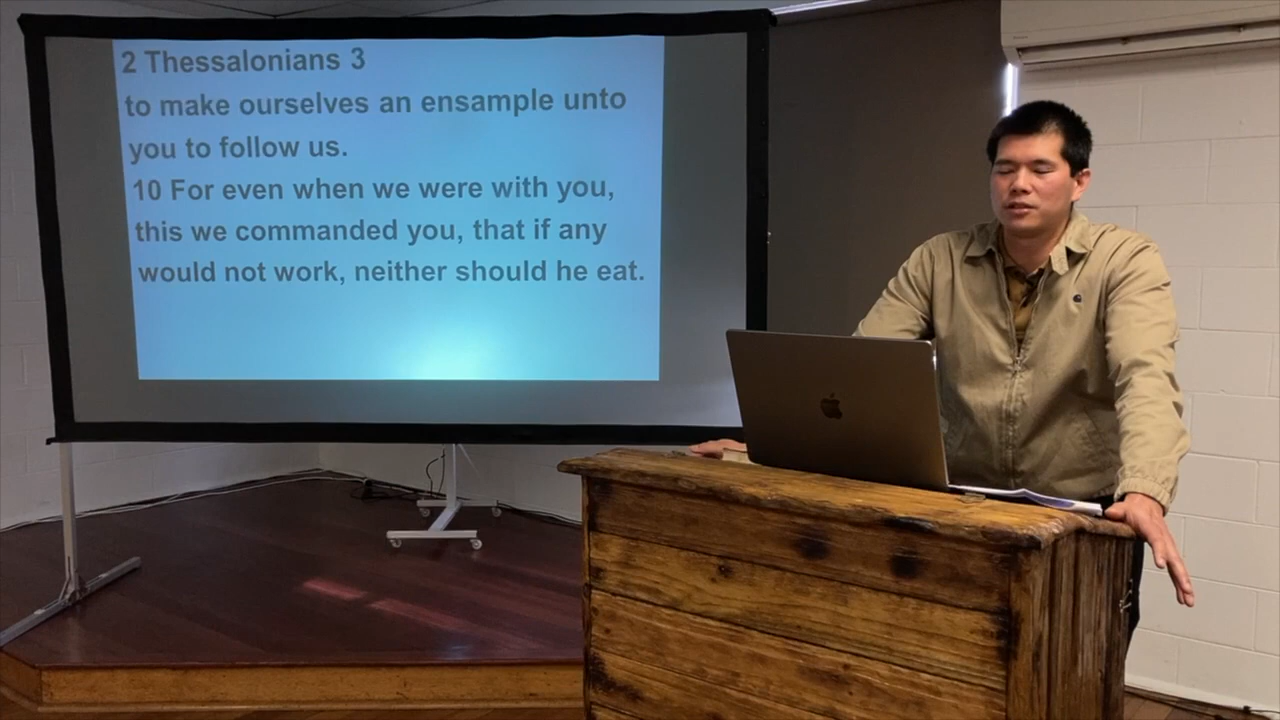 2 Thessalonians 3
to make ourselves an ensample unto
you to follow us.
10 For even when we were with you,
this we commanded you, that if any
would not work, neither should he eat.